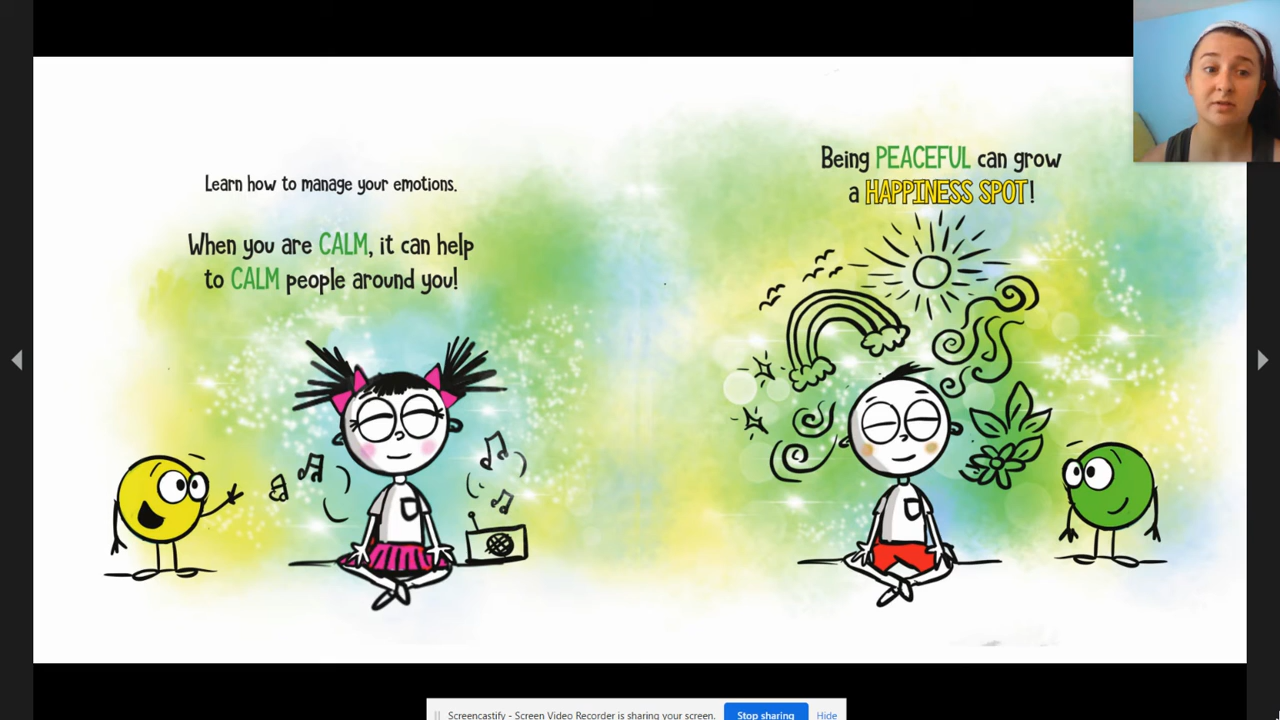 Learn how to manage your emotions.
When you are CALM, it can help
to CALM people around you!
Being PEACEFUL can grow
a HAPPINESS SPOT!
Screencastify - Screen Video Recorder is sharing your screen.
Stop sharing
Hide